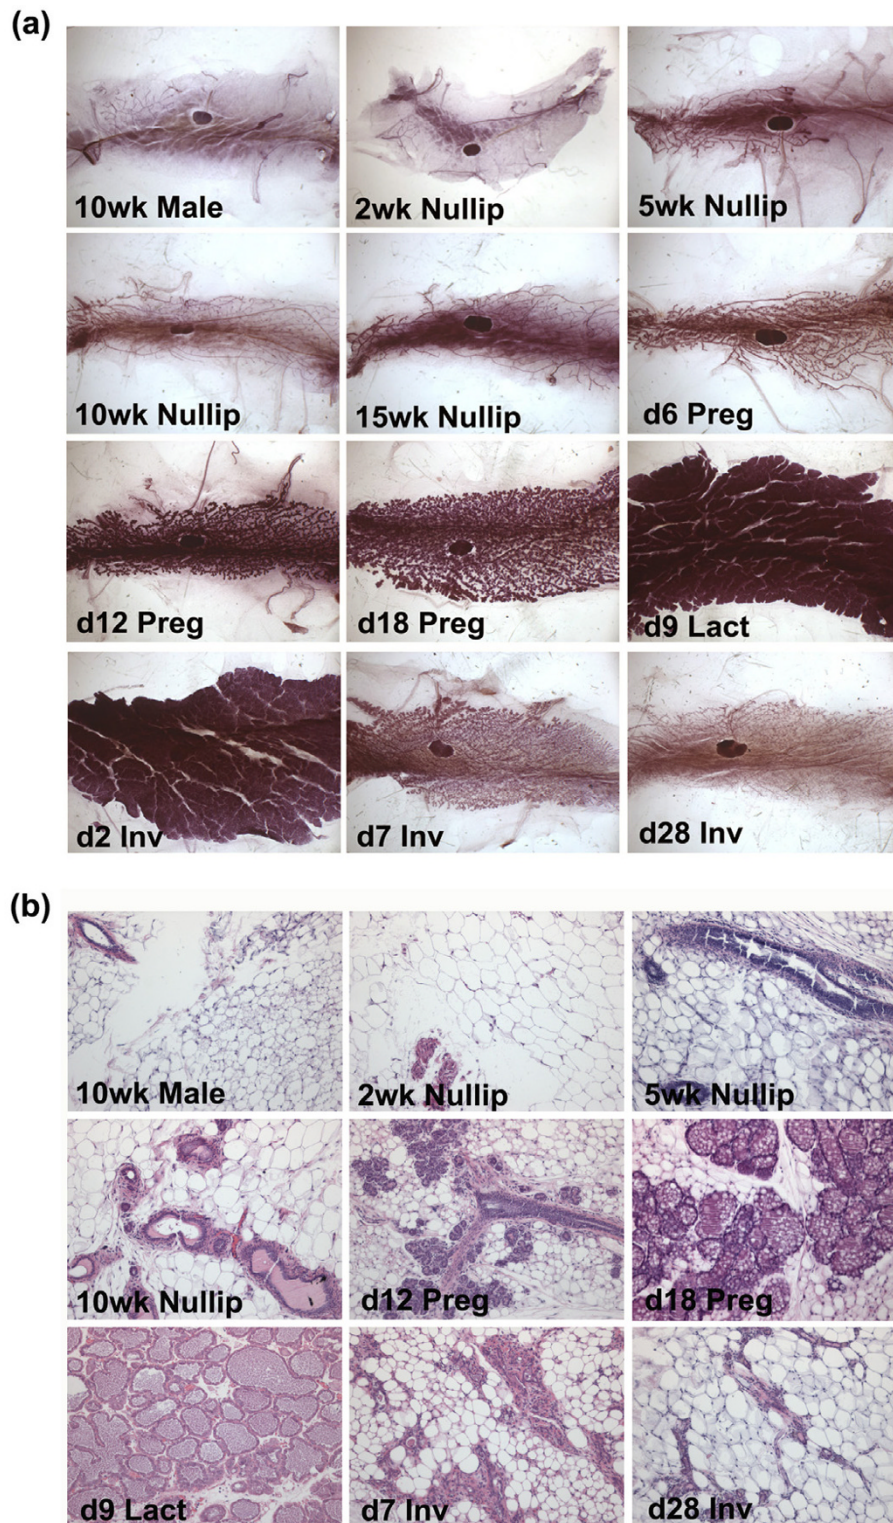 (a)
10wk Male
2wk Nullip
5wk Nullip
10wk Nullip
15wk Nullip
d6 Preg
d12 Preg
d18 Preg
d9 Lact
d2 Inv
d7 Inv
d28 Inv
(b)
10wk Male
2wk Nullip
5wk Nullip
10wk Nullip
d12 Preg
d18 Preg
d9 Lact
d7 Inv
d28 Inv